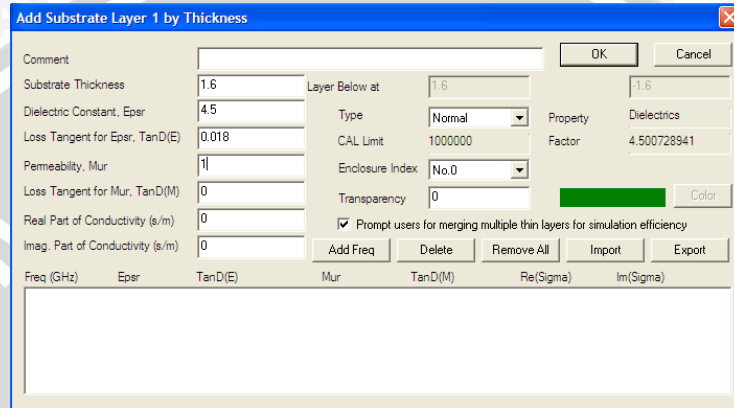 Add Substrate Layer 1 by Thickness
Comment
OK
Cancel
Substrate Thickness 1.6 Layer Below at 1.6 -1.6
Dielectric Constant, Epsr 4.5 Type Normal Property Dielectrics
Loss Tangent for Epsr, TanD(E) 0.018 CAL Limit 1000000 Factor 4.500728941
Permeability, Mur 1 Enclosure Index No.0
Loss Tangent for Mur, TanD(M) 0 Transparency 0 Color
Real Part of Conductivity (s/m) 0 Prompt users for merging multiple thin layers for simulation efficiency
Imag. Part of Conductivity (s/m) 0 Add Freq Delete Remove All Import Export
Freq (GHz) Epsr TanD(E) Mur TanD(M) Re(Sigma) Im(Sigma)